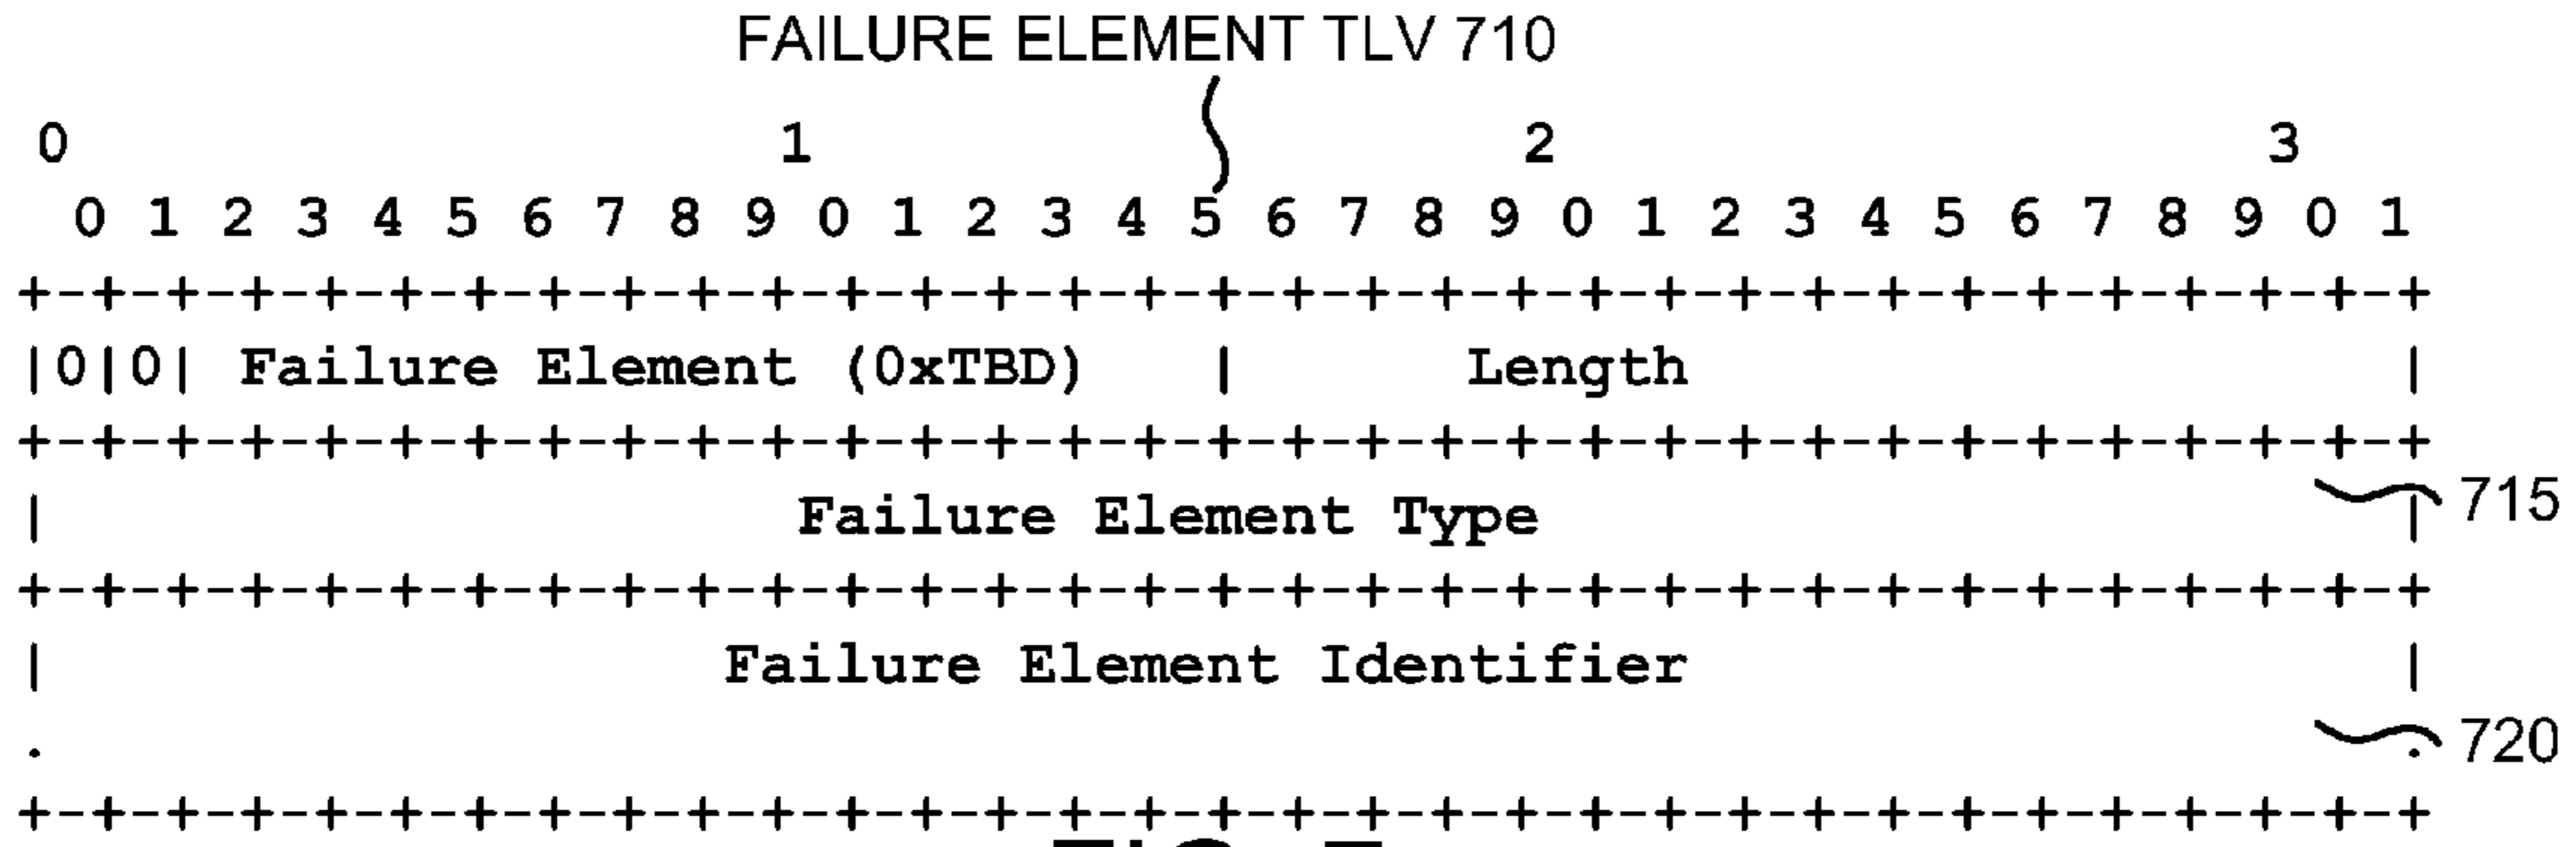 FAILURE ELEMENT TLV 710
0 1 2 3
0 1 2 3 4 5 6 7 8 9 0 1 2 3 4 5 6 7 8 9 0 1 2 3 4 5 6 7 8 9 0 1
+-+-+-+-+-+-+-+-+-+-+-+-+-+-+-+-+-+-+-+-+-+-+-+-+-+-+-+-+-+-+-+-+
|0|0| Failure Element (0xTBD) | Length |
+-+-+-+-+-+-+-+-+-+-+-+-+-+-+-+-+-+-+-+-+-+-+-+-+-+-+-+-+-+-+-+-+
| Failure Element Type | 715
+-+-+-+-+-+-+-+-+-+-+-+-+-+-+-+-+-+-+-+-+-+-+-+-+-+-+-+-+-+-+-+-+
| Failure Element Identifier |
. . 720
+-+-+-+-+-+-+-+-+-+-+-+-+-+-+-+-+-+-+-+-+-+-+-+-+-+-+-+-+-+-+-+-+